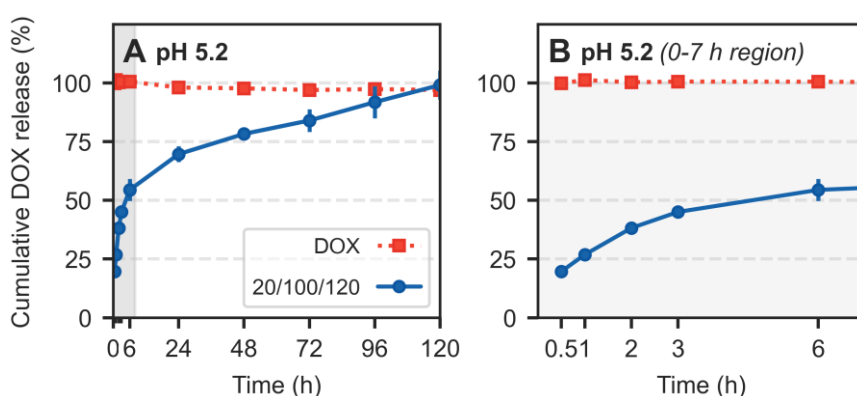 Cumulative DOX release (%)
A pH 5.2
100
75
50
25
0
DOX
20/100/120
0 6 24 48 72 96 120
Time (h)
B pH 5.2 (0-7 h region)
100
75
50
25
0
0.5 1 2 3 6
Time (h)